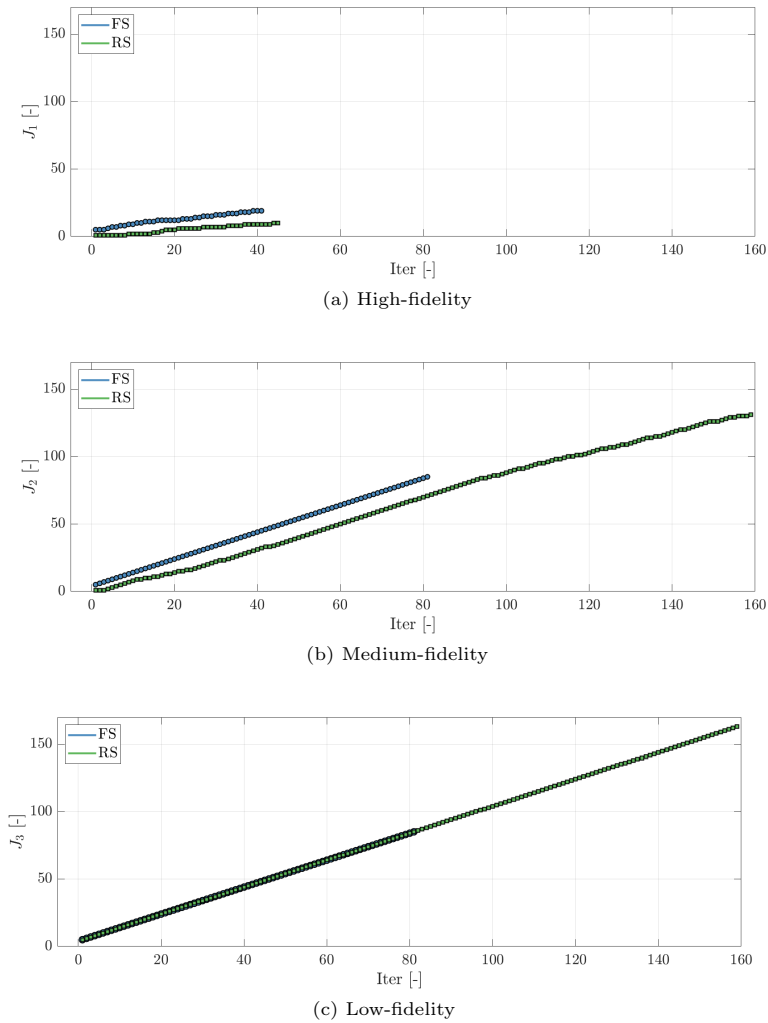 150
100
50
0
J1 [-]
FS
RS
0 20 40 60 80 100 120 140 160
Iter [-]
(a) High-fidelity
150
100
50
0
J2 [-]
FS
RS
0 20 40 60 80 100 120 140 160
Iter [-]
(b) Medium-fidelity
150
100
50
0
J3 [-]
FS
RS
0 20 40 60 80 100 120 140 160
Iter [-]
(c) Low-fidelity